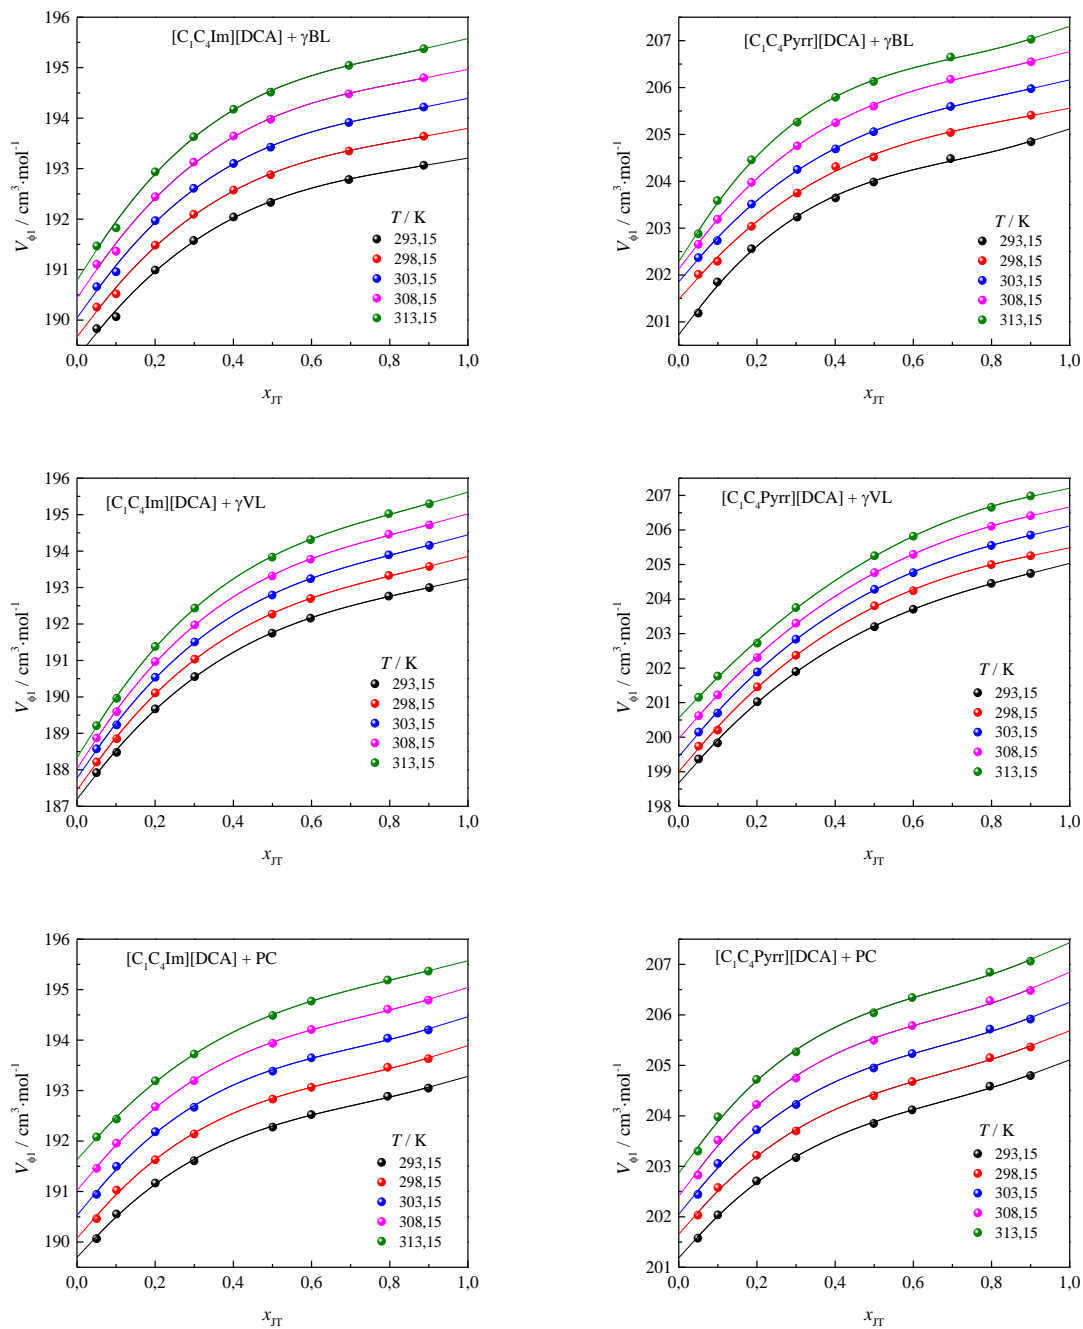 [C1C4Im][DCA] + γBL
196
195
194
193
192
191
190
Vϕ1 / cm3·mol-1
T / K
293,15
298,15
303,15
308,15
313,15
0,0 0,2 0,4 0,6 0,8 1,0
xJT
[C1C4Pyrr][DCA] + γBL
207
206
205
204
203
202
201
Vϕ1 / cm3·mol-1
T / K
293,15
298,15
303,15
308,15
313,15
0,0 0,2 0,4 0,6 0,8 1,0
xJT
[C1C4Im][DCA] + γVL
196
195
194
193
192
191
190
189
188
187
Vϕ1 / cm3·mol-1
T / K
293,15
298,15
303,15
308,15
313,15
0,0 0,2 0,4 0,6 0,8 1,0
xJT
[C1C4Pyrr][DCA] + γVL
207
206
205
204
203
202
201
200
199
198
Vϕ1 / cm3·mol-1
T / K
293,15
298,15
303,15
308,15
313,15
0,0 0,2 0,4 0,6 0,8 1,0
xJT
[C1C4Im][DCA] + PC
196
195
194
193
192
191
190
Vϕ1 / cm3·mol-1
T / K
293,15
298,15
303,15
308,15
313,15
0,0 0,2 0,4 0,6 0,8 1,0
xJT
[C1C4Pyrr][DCA] + PC
207
206
205
204
203
202
201
Vϕ1 / cm3·mol-1
T / K
293,15
298,15
303,15
308,15
313,15
0,0 0,2 0,4 0,6 0,8 1,0
xJT